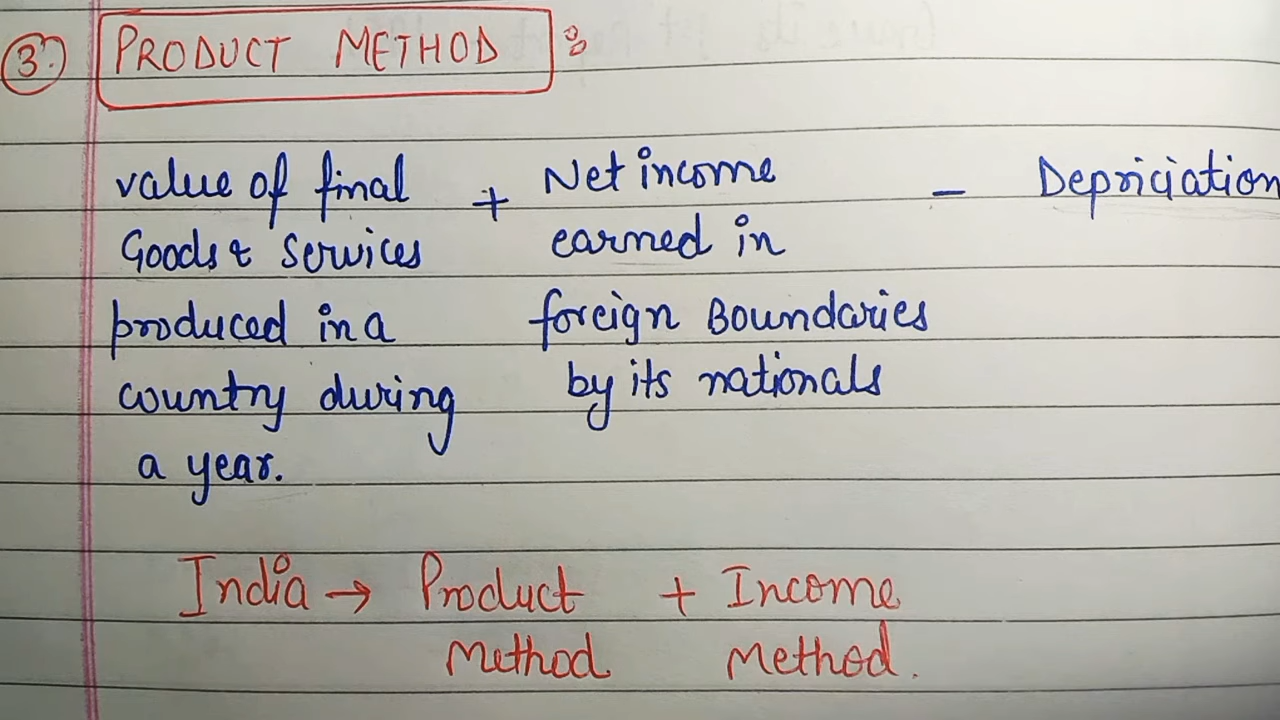 3. PRODUCT METHOD :
value of final + Net income - Depriciation
Goods & Services earned in
produced in a foreign Boundaries
country during by its nationals
a year.
India → Product + Income
Method Method.